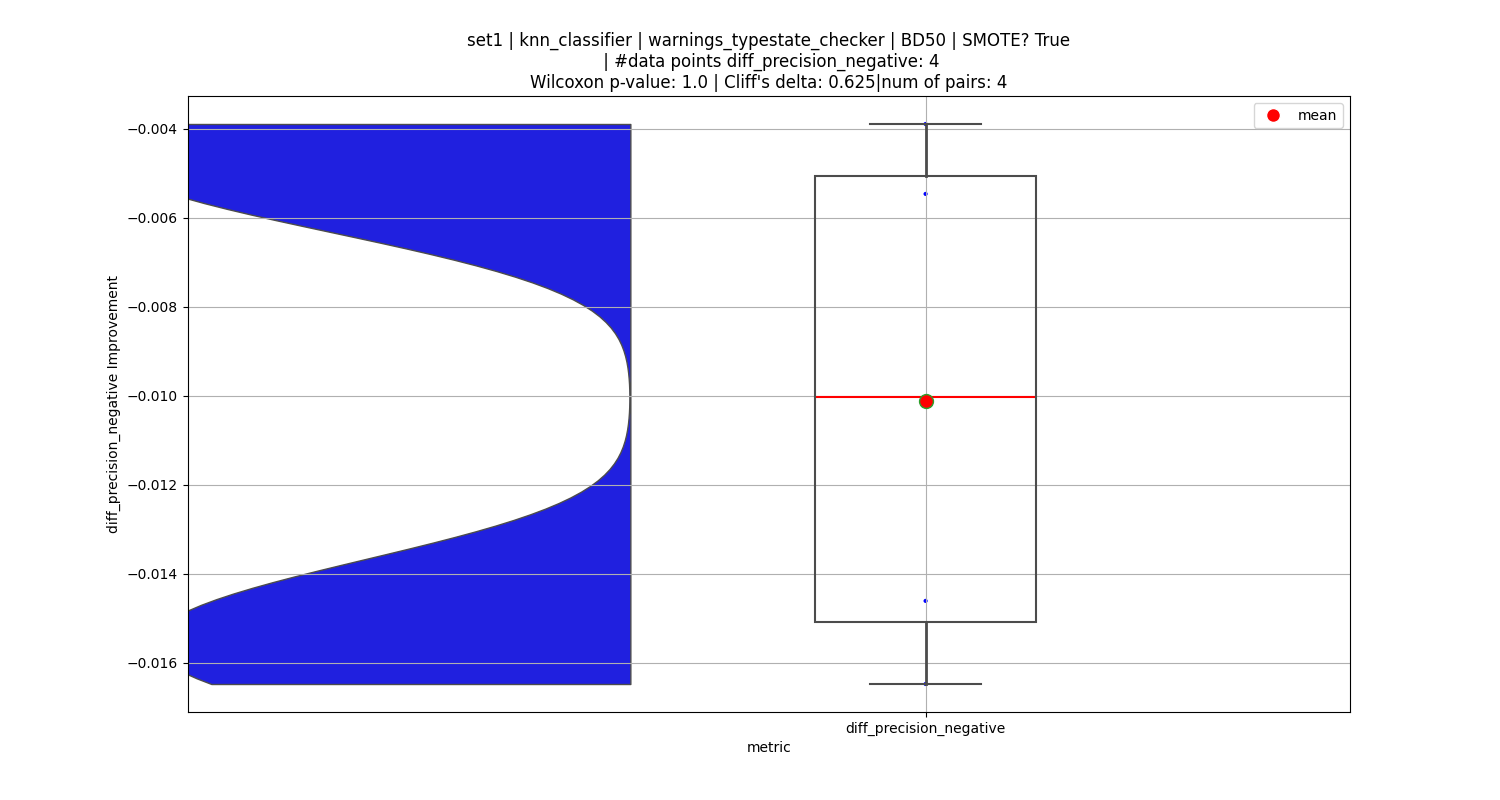 set1 | knn_classifier | warnings_typestate_checker | BD50 | SMOTE? True
| #data points diff_precision_negative: 4
Wilcoxon p-value: 1.0 | Cliff's delta: 0.625|num of pairs: 4
mean
−0.004
−0.006
−0.008
−0.010
−0.012
−0.014
−0.016
diff_precision_negative Improvement
diff_precision_negative
metric